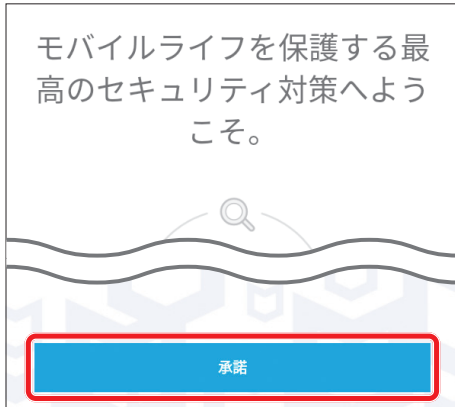 モバイルライフを保護する最
高のセキュリティ対策へよう
こそ。
承諾